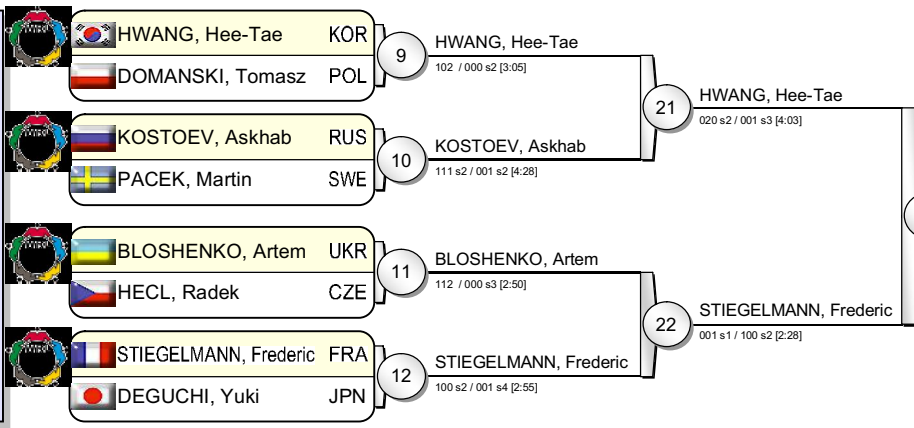 HWANG, Hee-Tae KOR
DOMANSKI, Tomasz POL
9
HWANG, Hee-Tae
102 / 000 s2 [3:05]
KOSTOEV, Askhab RUS
PACEK, Martin SWE
10
KOSTOEV, Askhab
111 s2 / 001 s2 [4:28]
21
HWANG, Hee-Tae
020 s2 / 001 s3 [4:03]
BLOSHENKO, Artem UKR
HECL, Radek CZE
11
BLOSHENKO, Artem
112 / 000 s3 [2:50]
STIEGELMANN, Frederic FRA
DEGUCHI, Yuki JPN
12
STIEGELMANN, Frederic
100 s2 / 001 s4 [2:55]
22
STIEGELMANN, Frederic
001 s1 / 100 s2 [2:28]